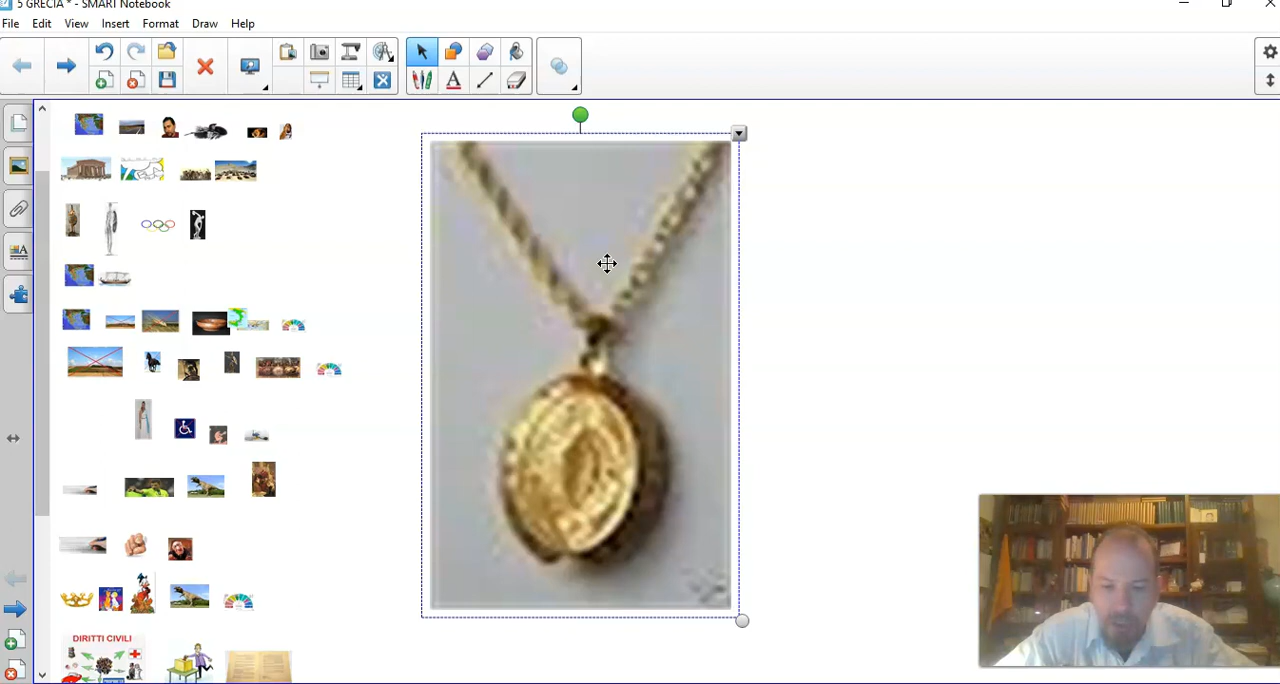 5 GRECIA * - SMART Notebook
File Edit View Insert Format Draw Help
DIRITTI CIVILI